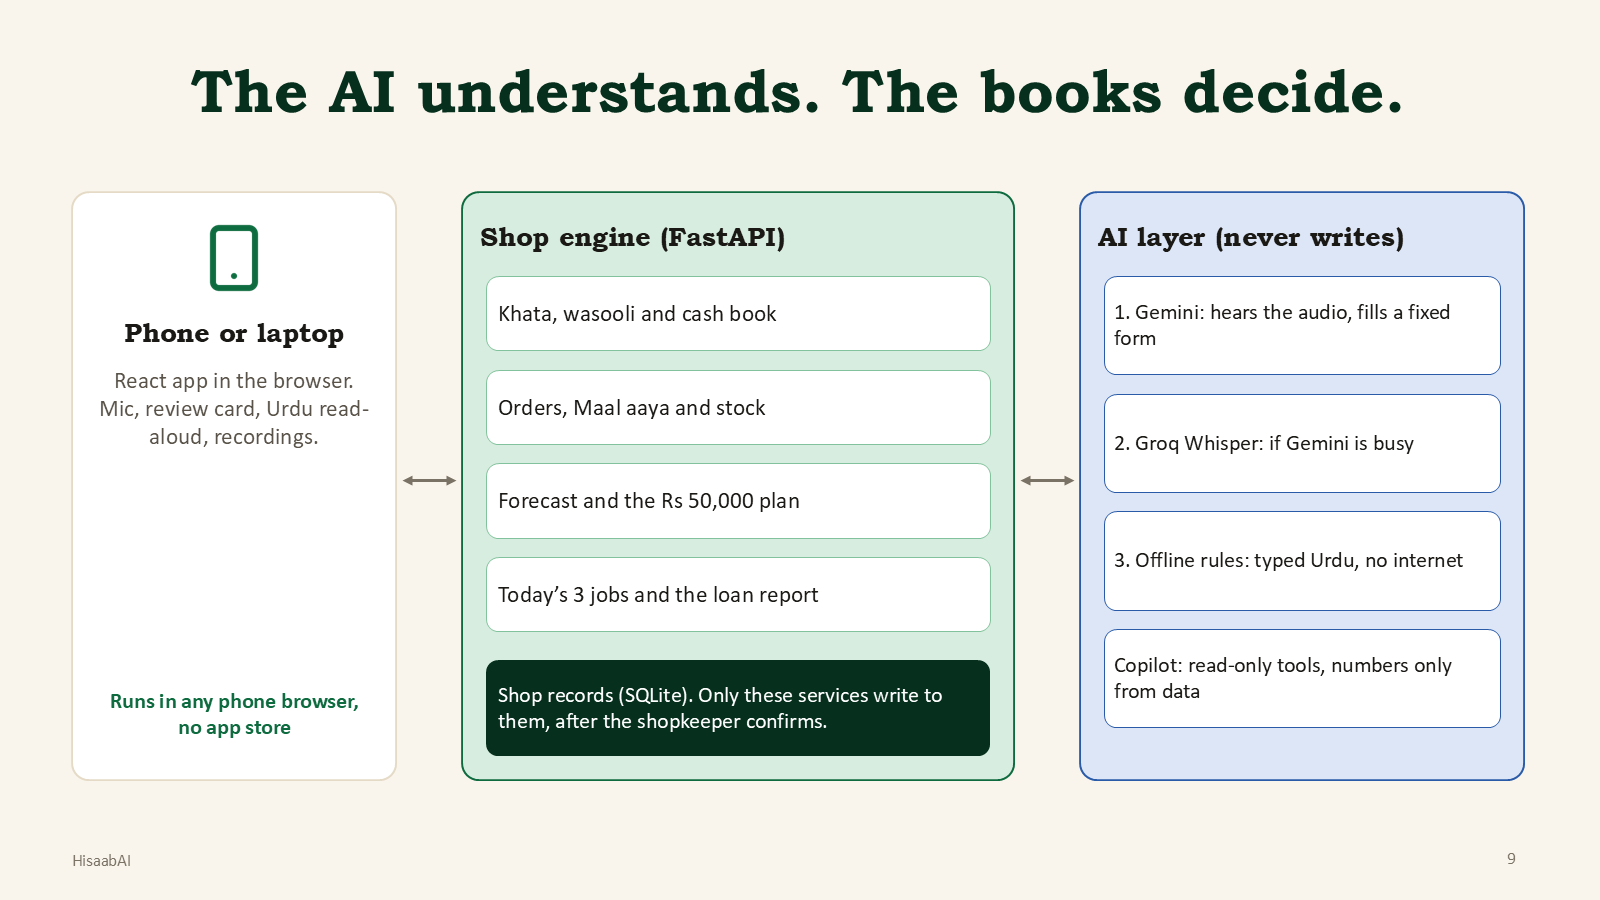 The AI understands. The books decide.
Phone or laptop
React app in the browser.
Mic, review card, Urdu read-
aloud, recordings.
Runs in any phone browser,
no app store
Shop engine (FastAPI)
Khata, wasooli and cash book
Orders, Maal aaya and stock
Forecast and the Rs 50,000 plan
Today’s 3 jobs and the loan report
Shop records (SQLite). Only these services write to
them, after the shopkeeper confirms.
AI layer (never writes)
1. Gemini: hears the audio, fills a fixed
form
2. Groq Whisper: if Gemini is busy
3. Offline rules: typed Urdu, no internet
Copilot: read-only tools, numbers only
from data
HisaabAI
9